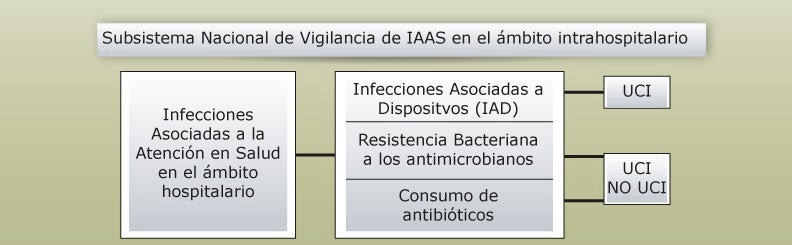 Subsistema Nacional de Vigilancia de IAAS en el ámbito intrahospitalario
Infecciones
Asociadas a la
Atención en Salud
en el ámbito
hospitalario
Infecciones Asociadas a
Dispositvos (IAD)
Resistencia Bacteriana
a los antimicrobianos
Consumo de
antibióticos
UCI
UCI
NO UCI